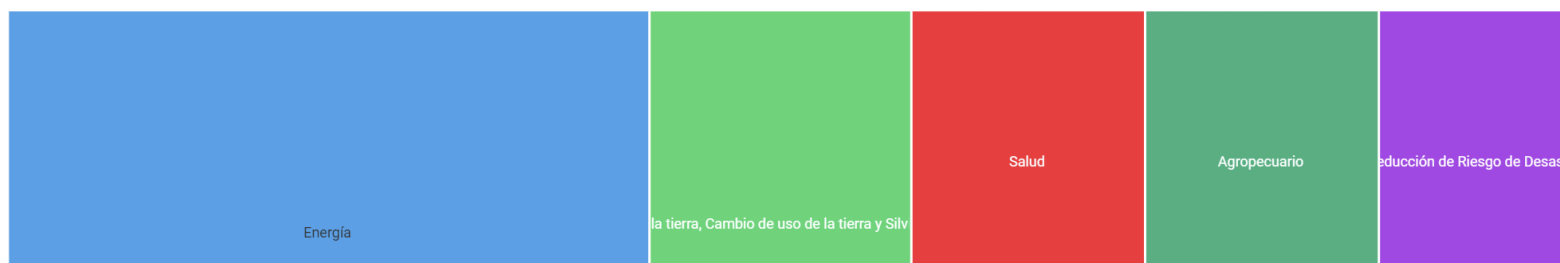 Energía
la tierra, Cambio de uso de la tierra y Silv
Salud
Agropecuario
educción de Riesgo de Desas